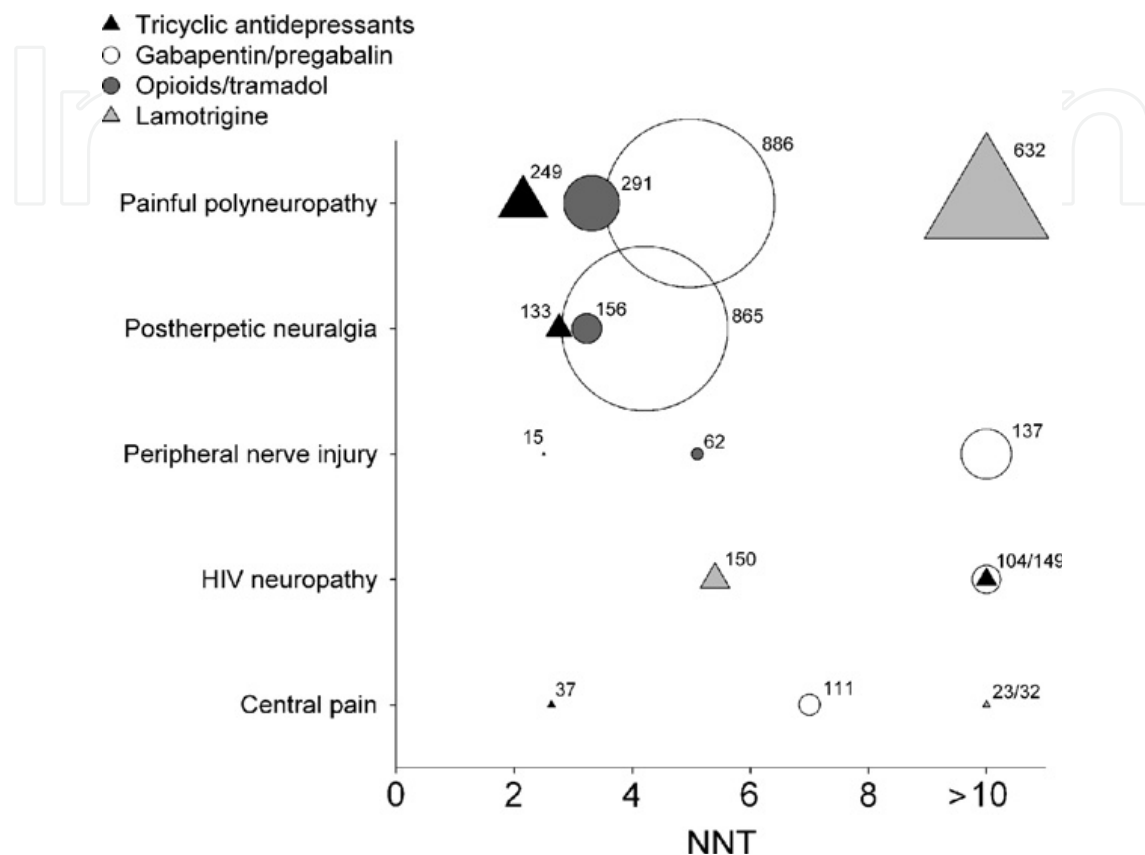 Tricyclic antidepressants
Gabapentin/pregabalin
Opioids/tramadol
Lamotrigine
Painful polyneuropathy
249
291
886
632
Postherpetic neuralgia
133
156
865
Peripheral nerve injury
15
62
137
HIV neuropathy
150
104/149
Central pain
37
111
23/32
0 2 4 6 8 >10
NNT